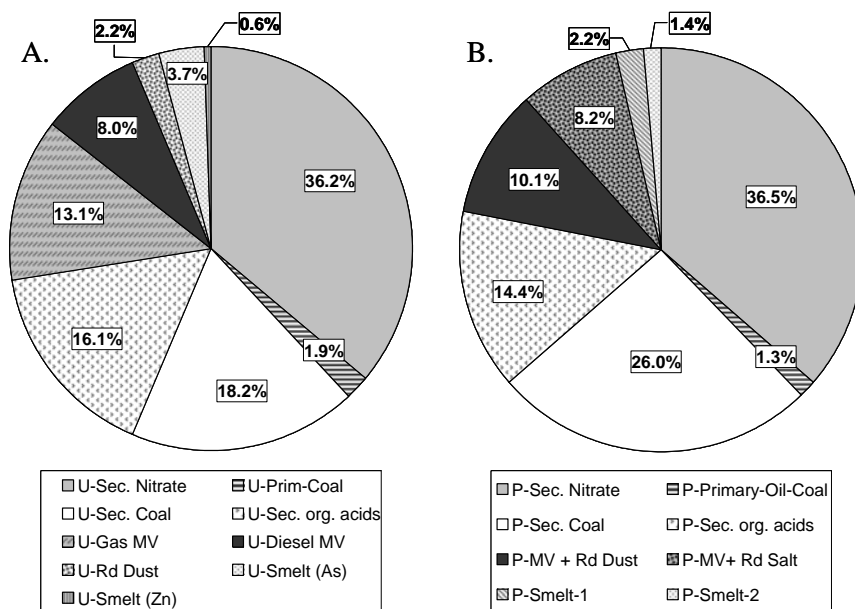 A.
2.2%
0.6%
3.7%
8.0%
36.2%
13.1%
16.1%
1.9%
18.2%
U-Sec. Nitrate
U-Prim-Coal
U-Sec. Coal
U-Sec. org. acids
U-Gas MV
U-Diesel MV
U-Rd Dust
U-Smelt (As)
U-Smelt (Zn)
B.
2.2%
1.4%
8.2%
10.1%
36.5%
14.4%
1.3%
26.0%
P-Sec. Nitrate
P-Primary-Oil-Coal
P-Sec. Coal
P-Sec. org. acids
P-MV + Rd Dust
P-MV+ Rd Salt
P-Smelt-1
P-Smelt-2